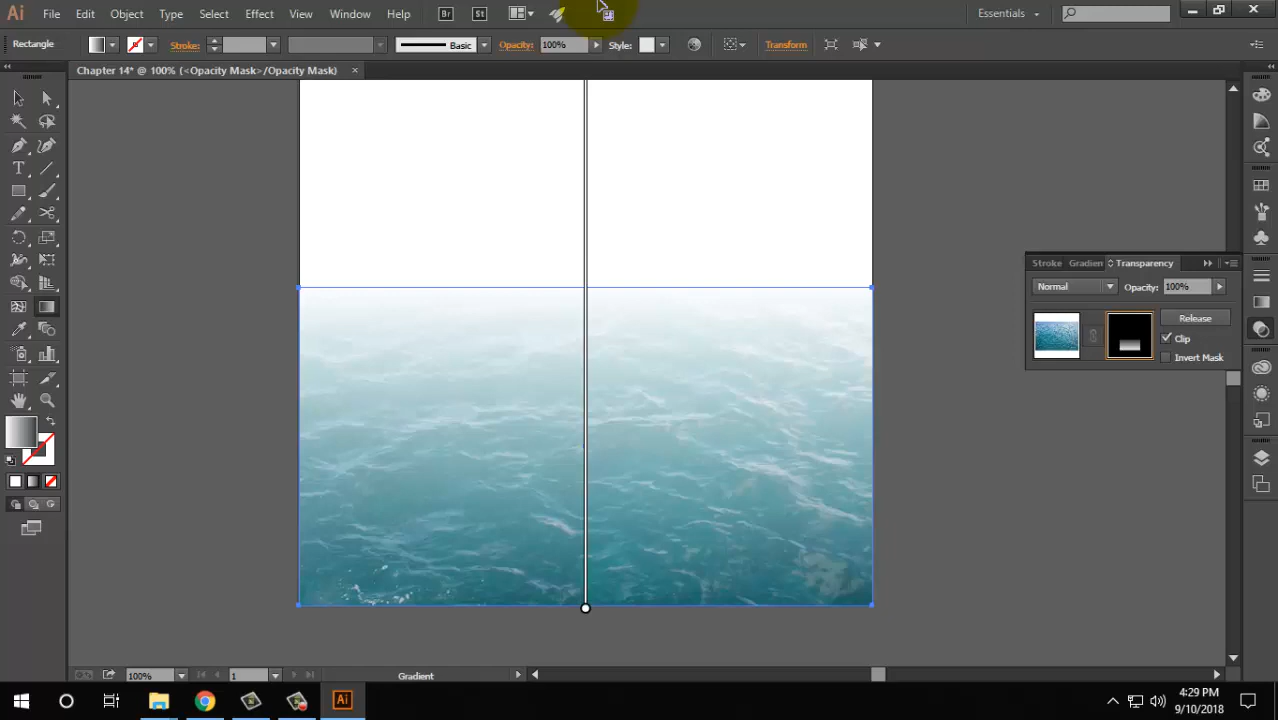 Ai File Edit Object Type Select Effect View Window Help Br St Essentials
Rectangle Stroke: Basic Opacity: 100% Style: Transform
Chapter 14* @ 100% (<Opacity Mask>/Opacity Mask) ×
Stroke Gradien Transparency
Normal Opacity: 100%
Release
Clip
Invert Mask
100% 1 Gradient
Ai 4:29 PM
9/10/2018